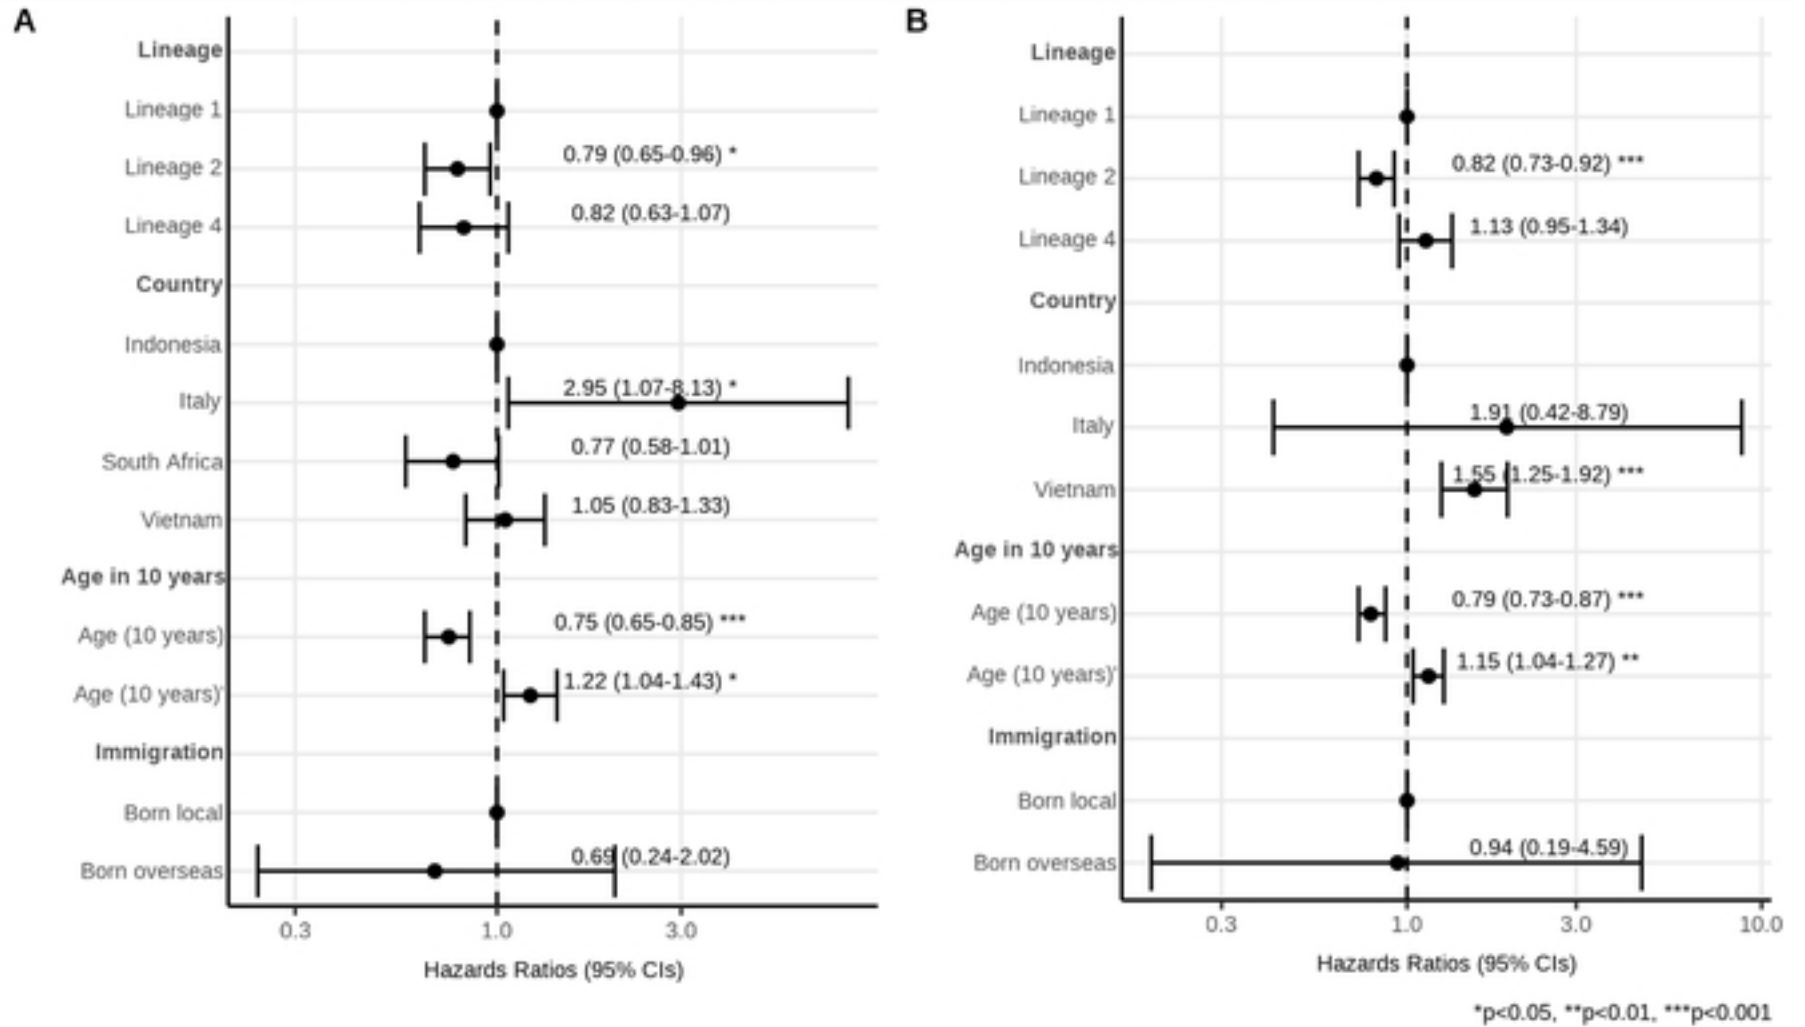 A
Lineage
Lineage 1
Lineage 2 0.79 (0.65-0.96) *
Lineage 4 0.82 (0.63-1.07)
Country
Indonesia
Italy 2.95 (1.07-8.13) *
South Africa 0.77 (0.58-1.01)
Vietnam 1.05 (0.83-1.33)
Age in 10 years
Age (10 years) 0.75 (0.65-0.85) ***
Age (10 years)' 1.22 (1.04-1.43) *
Immigration
Born local
Born overseas 0.69 (0.24-2.02)
0.3 1.0 3.0
Hazards Ratios (95% CIs)
B
Lineage
Lineage 1
Lineage 2 0.82 (0.73-0.92) ***
Lineage 4 1.13 (0.95-1.34)
Country
Indonesia
Italy 1.91 (0.42-8.79)
Vietnam 1.55 (1.25-1.92) ***
Age in 10 years
Age (10 years) 0.79 (0.73-0.87) ***
Age (10 years)' 1.15 (1.04-1.27) **
Immigration
Born local
Born overseas 0.94 (0.19-4.59)
0.3 1.0 3.0 10.0
Hazards Ratios (95% CIs)
*p<0.05, **p<0.01, ***p<0.001